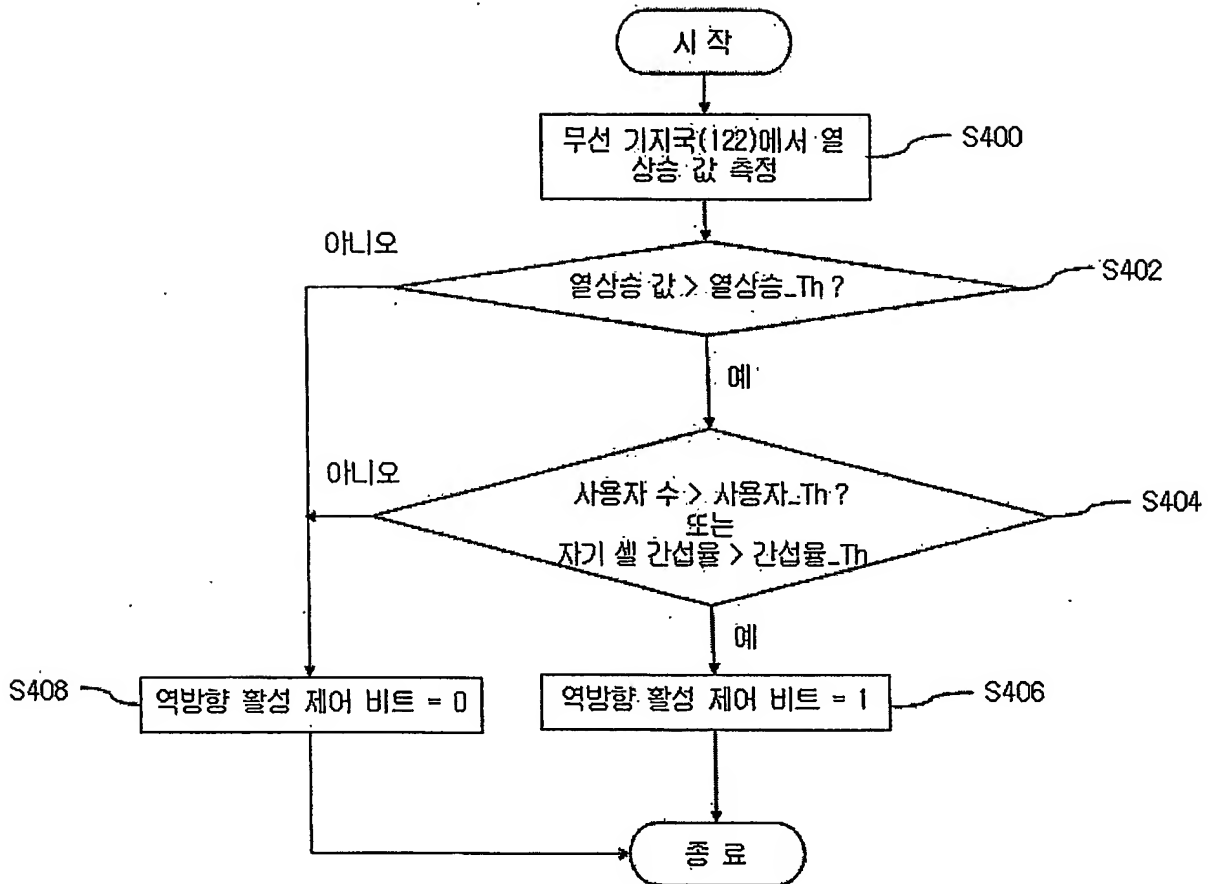 시 작
무선 기지국(122)에서 열
상승 값 측정
S400
아니오
열상승 값 > 열상승_Th ?
S402
예
아니오
사용자 수 > 사용자_Th ?
또는
자기 셀 간섭율 > 간섭율_Th
S404
예
S408
역방향 활성 제어 비트 = 0
역방향 활성 제어 비트 = 1
S406
종 료